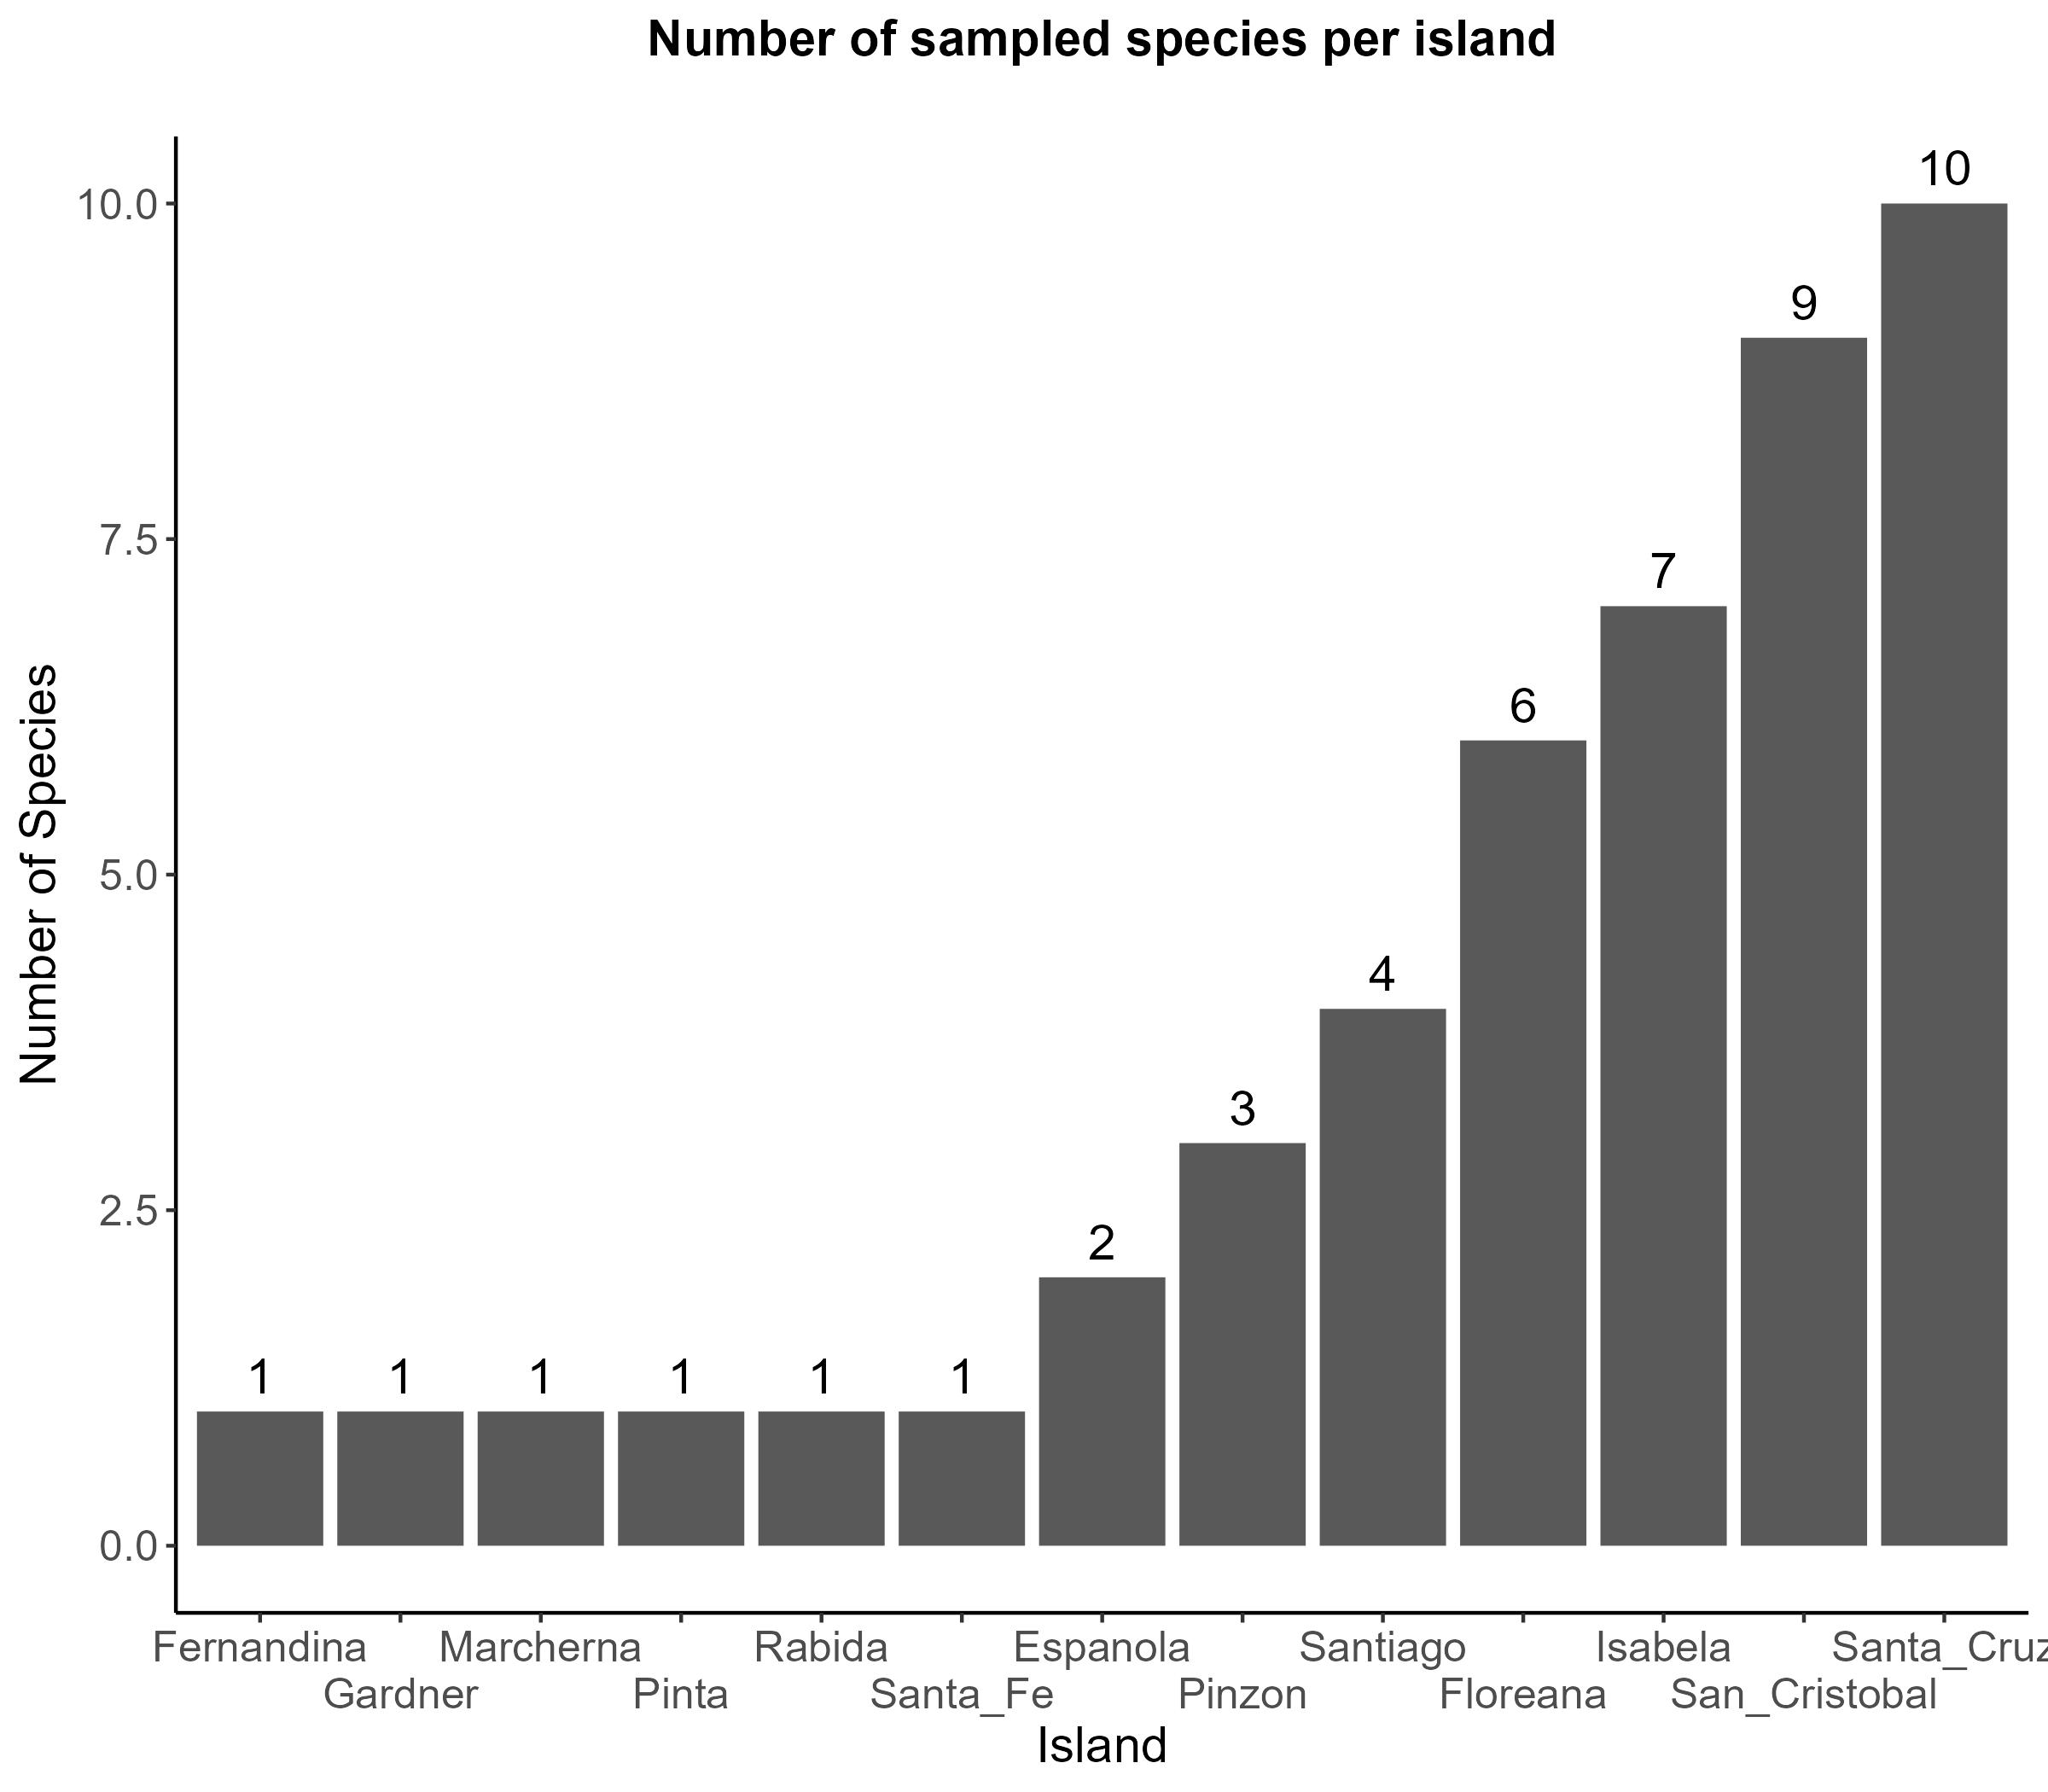 Number of sampled species per island
Number of Species
10.0
7.5
5.0
2.5
0.0
1
1
1
1
1
1
2
3
4
6
7
9
10
Fernandina
Gardner
Marcherna
Pinta
Rabida
Santa_Fe
Espanola
Pinzon
Santiago
Floreana
Isabela
San_Cristobal
Santa_Cruz
Island